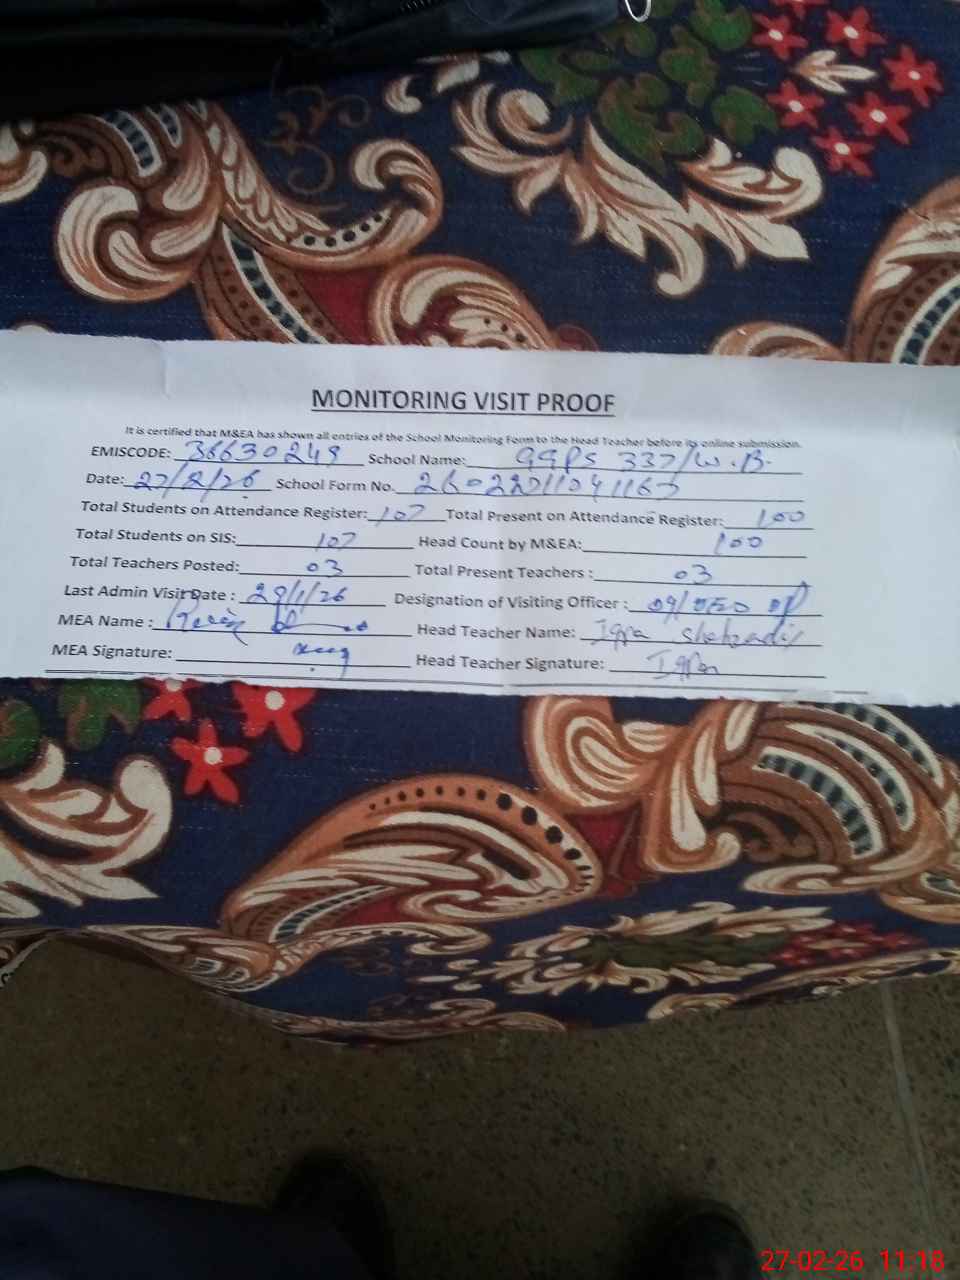 MONITORING VISIT PROOF
It is certified that M&EA has shown all entries of the School Monitoring Form to the Head Teacher before its online submission.
EMISCODE: 36630249 School Name: GGPS 337/W.B.
Date: 27/2/26 School Form No.
Total Students on Attendance Register: 107 Total Present on Attendance Register: 100
Total Students on SIS: 107 Head Count by M&EA: 100
Total Teachers Posted: 03 Total Present Teachers : 03
Last Admin Visit Date : 29/1/26 Designation of Visiting Officer :
MEA Name : Head Teacher Name: Iqra Shehzadi
MEA Signature: Head Teacher Signature: Iqra
27-02-26 11:18